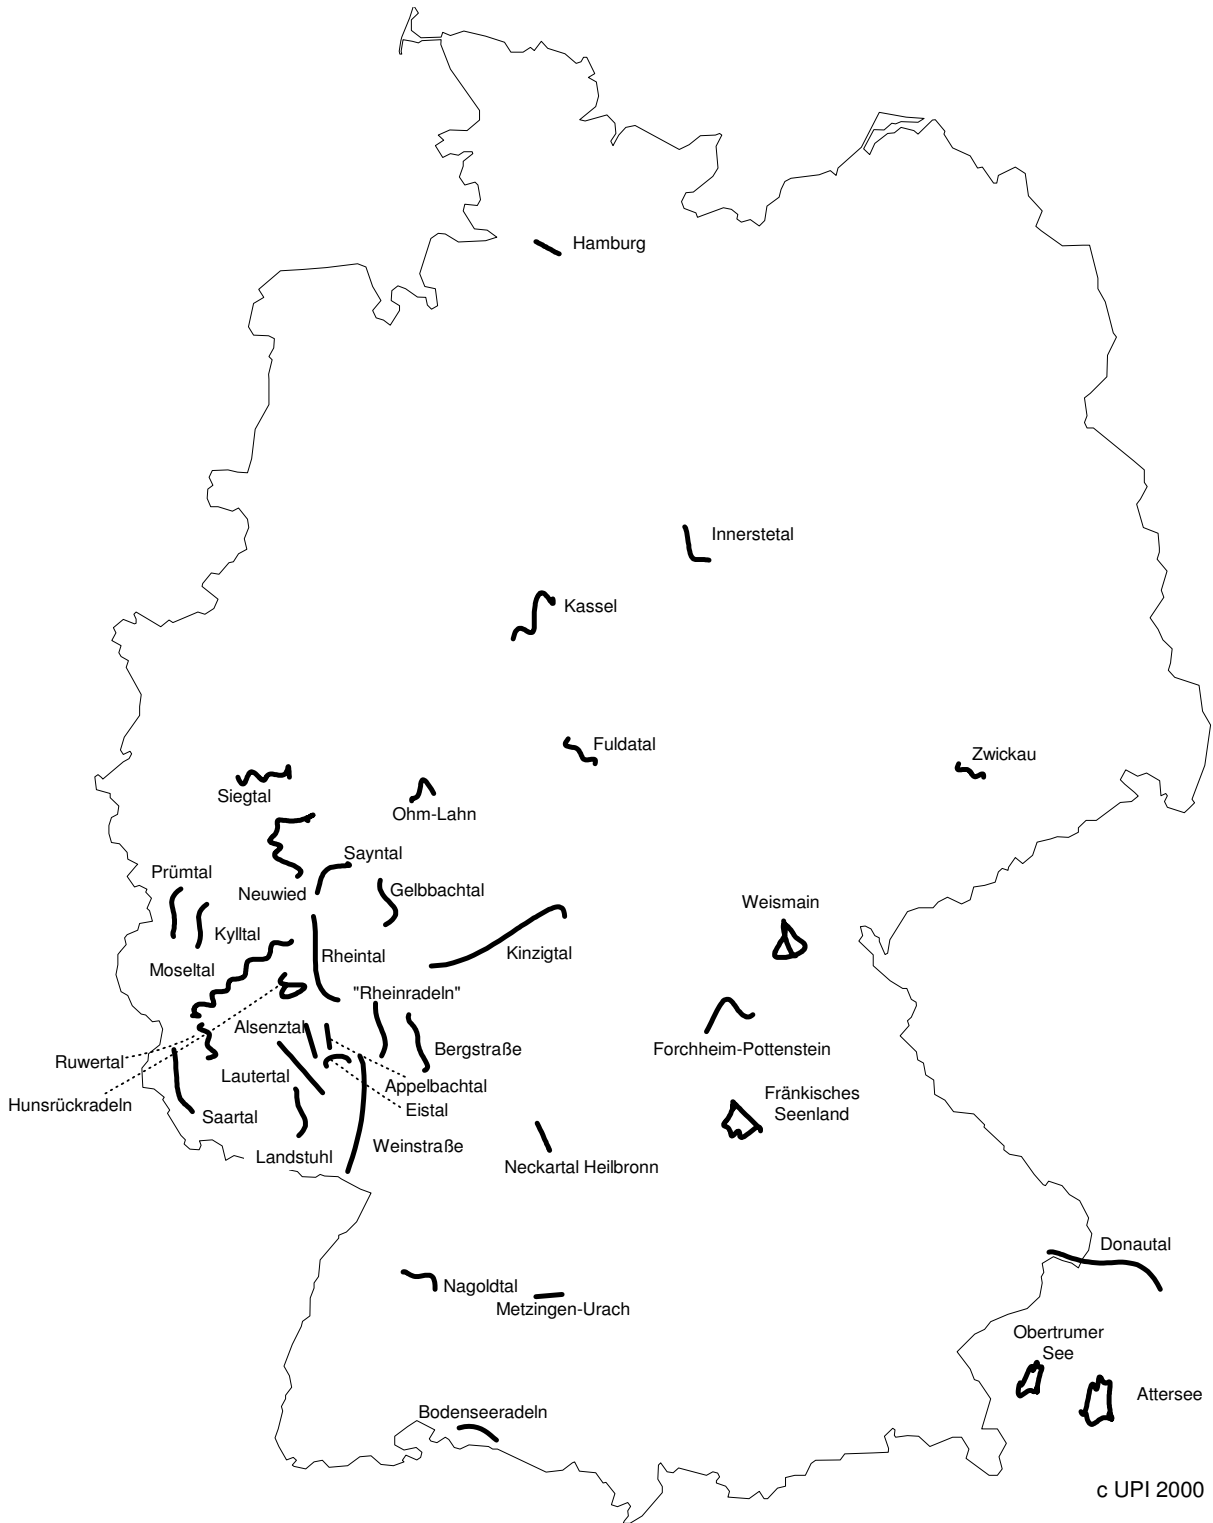 Hamburg
Innerstetal
Kassel
Fuldatal
Zwickau
Siegtal
Ohm-Lahn
Sayntal
Prümtal
Neuwied
Gelbbachtal
Weismain
Kylltal
Rheintal
Kinzigtal
Moseltal
"Rheinradeln"
Alsenztal
Bergstraße
Forchheim-Pottenstein
Ruwertal
Lautertal
Appelbachtal
Hunsrückradeln
Eistal
Saartal
Fränkisches
Seenland
Weinstraße
Landstuhl
Neckartal Heilbronn
Donautal
Nagoldtal
Metzingen-Urach
Obertrumer
See
Attersee
Bodenseeradeln
c UPI 2000